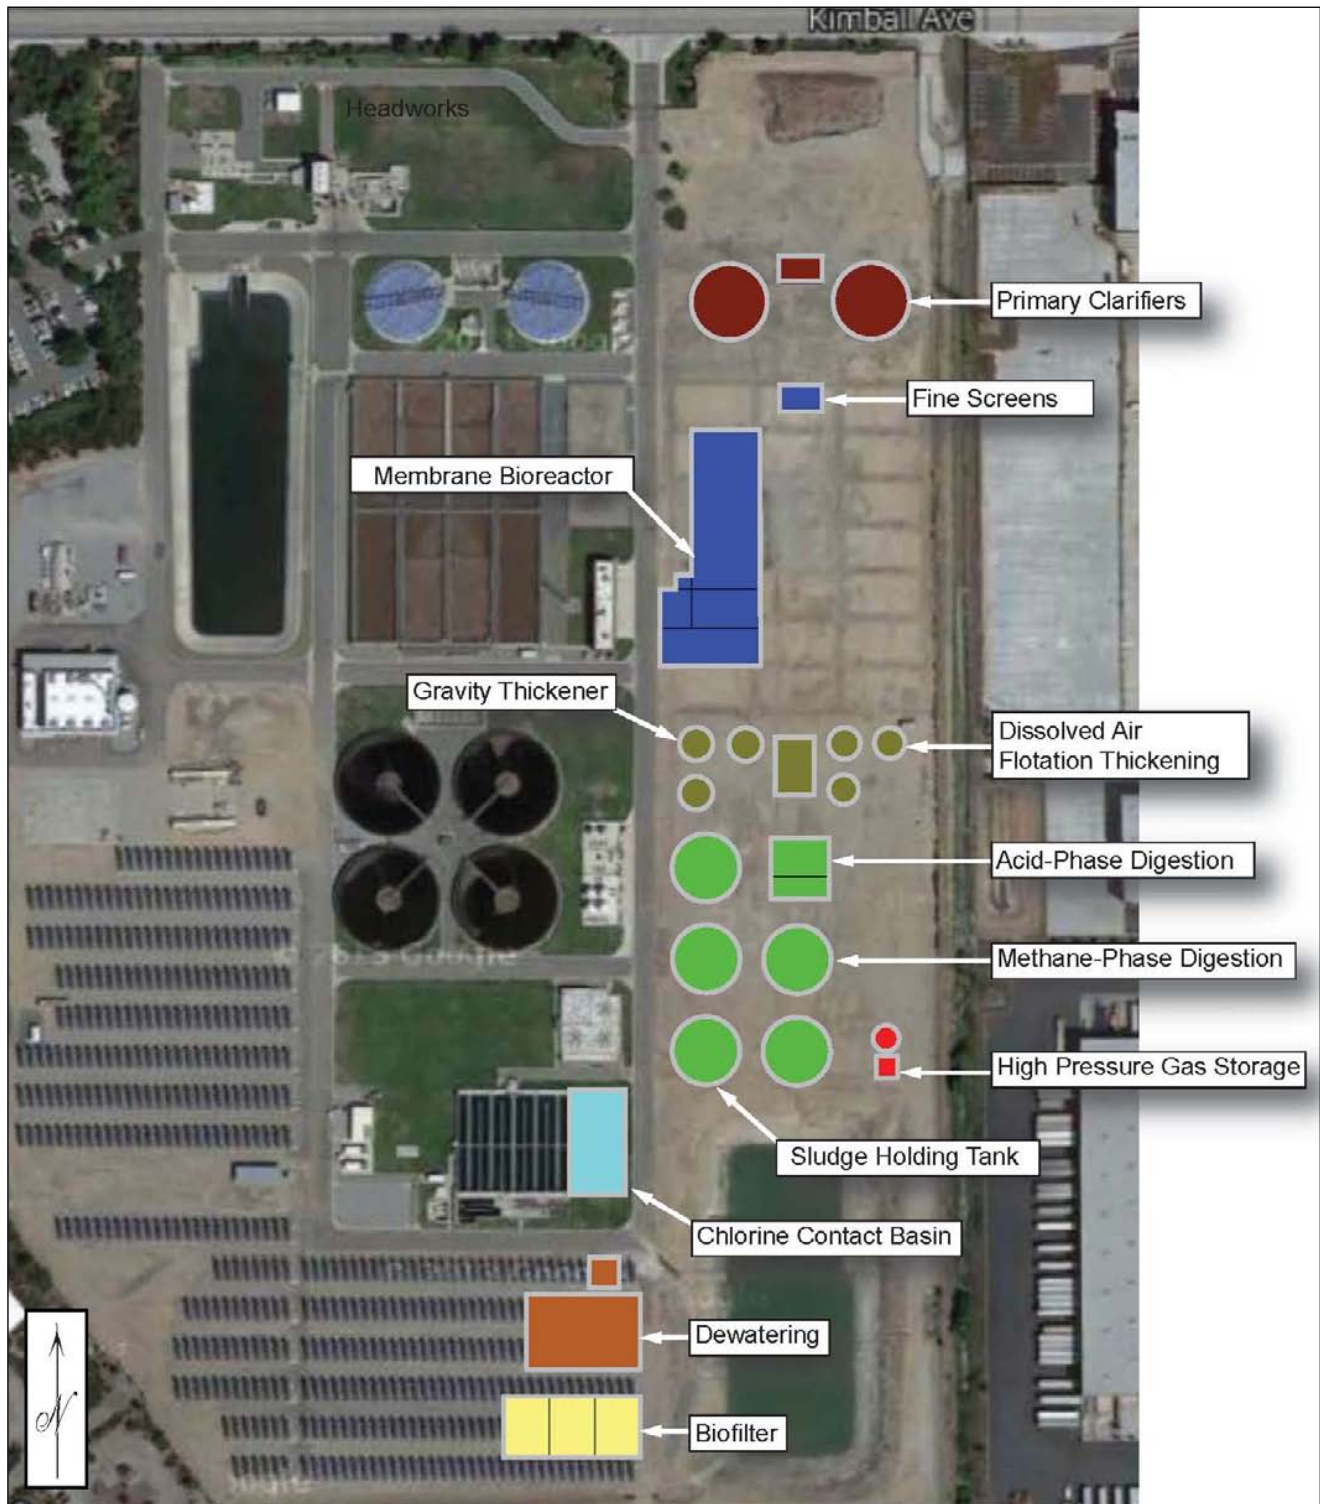 Kimball Ave
Headworks
Primary Clarifiers
Fine Screens
Membrane Bioreactor
Gravity Thickener
Dissolved Air
Flotation Thickening
Acid-Phase Digestion
Google
Methane-Phase Digestion
High Pressure Gas Storage
Sludge Holding Tank
Chlorine Contact Basin
Dewatering
Biofilter
N